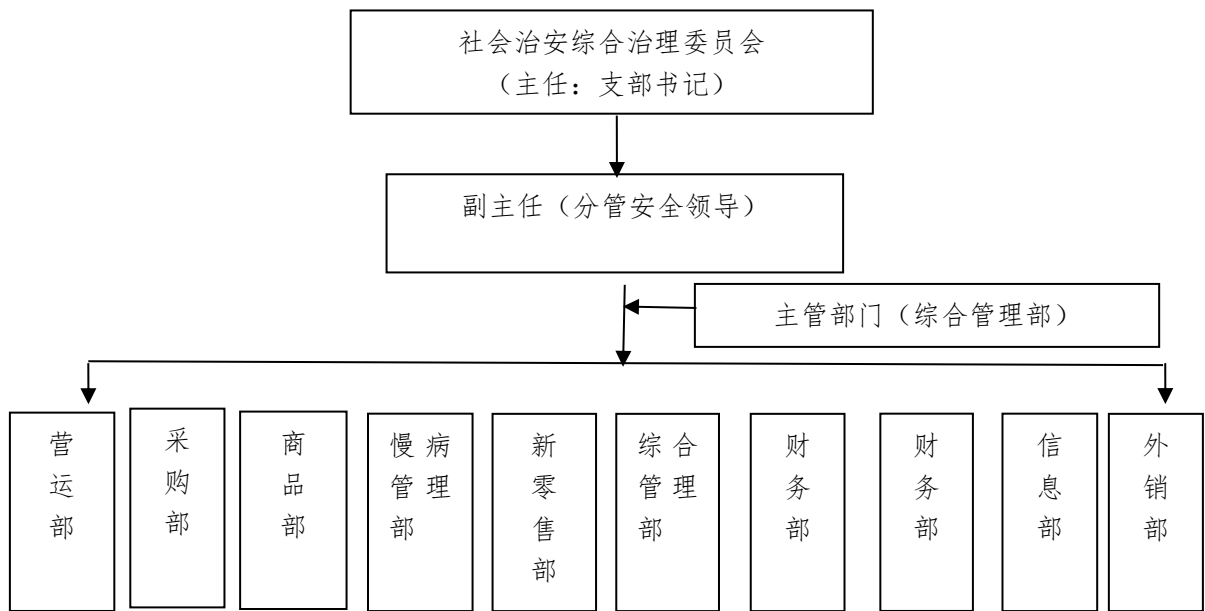 社会治安综合治理委员会
（主任：支部书记）
副主任（分管安全领导）
主管部门（综合管理部）
营运部
采购部
商品部
慢病管理部
新零售部
综合管理部
财务部
财务部
信息部
外销部